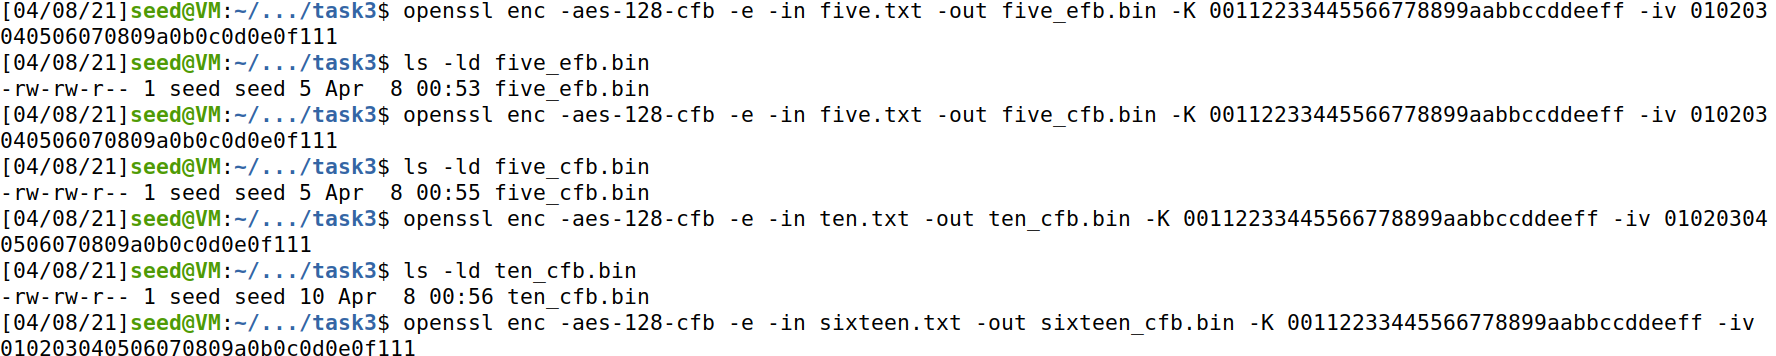 [04/08/21]seed@VM:~/.../task3$ openssl enc -aes-128-cfb -e -in five.txt -out five_efb.bin -K 00112233445566778899aabbccddeeff -iv 010203
040506070809a0b0c0d0e0f111
[04/08/21]seed@VM:~/.../task3$ ls -ld five_efb.bin
-rw-rw-r-- 1 seed seed 5 Apr  8 00:53 five_efb.bin
[04/08/21]seed@VM:~/.../task3$ openssl enc -aes-128-cfb -e -in five.txt -out five_cfb.bin -K 00112233445566778899aabbccddeeff -iv 010203
040506070809a0b0c0d0e0f111
[04/08/21]seed@VM:~/.../task3$ ls -ld five_cfb.bin
-rw-rw-r-- 1 seed seed 5 Apr  8 00:55 five_cfb.bin
[04/08/21]seed@VM:~/.../task3$ openssl enc -aes-128-cfb -e -in ten.txt -out ten_cfb.bin -K 00112233445566778899aabbccddeeff -iv 01020304
0506070809a0b0c0d0e0f111
[04/08/21]seed@VM:~/.../task3$ ls -ld ten_cfb.bin
-rw-rw-r-- 1 seed seed 10 Apr  8 00:56 ten_cfb.bin
[04/08/21]seed@VM:~/.../task3$ openssl enc -aes-128-cfb -e -in sixteen.txt -out sixteen_cfb.bin -K 00112233445566778899aabbccddeeff -iv
010203040506070809a0b0c0d0e0f111